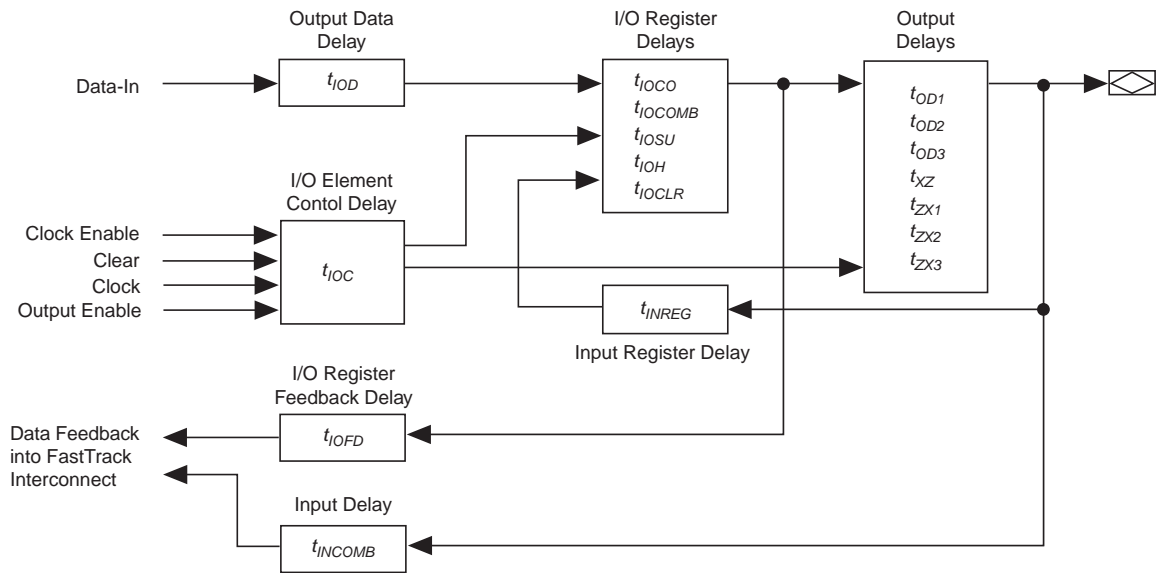 Output Data
Delay
I/O Register
Delays
Output
Delays
Data-In
tIOD
tIOCO
tIOCOMB
tIOSU
tIOH
tIOCLR
tOD1
tOD2
tOD3
tXZ
tZX1
tZX2
tZX3
I/O Element
Contol Delay
Clock Enable
Clear
Clock
Output Enable
tIOC
tINREG
Input Register Delay
I/O Register
Feedback Delay
tIOFD
Data Feedback
into FastTrack
Interconnect
Input Delay
tINCOMB